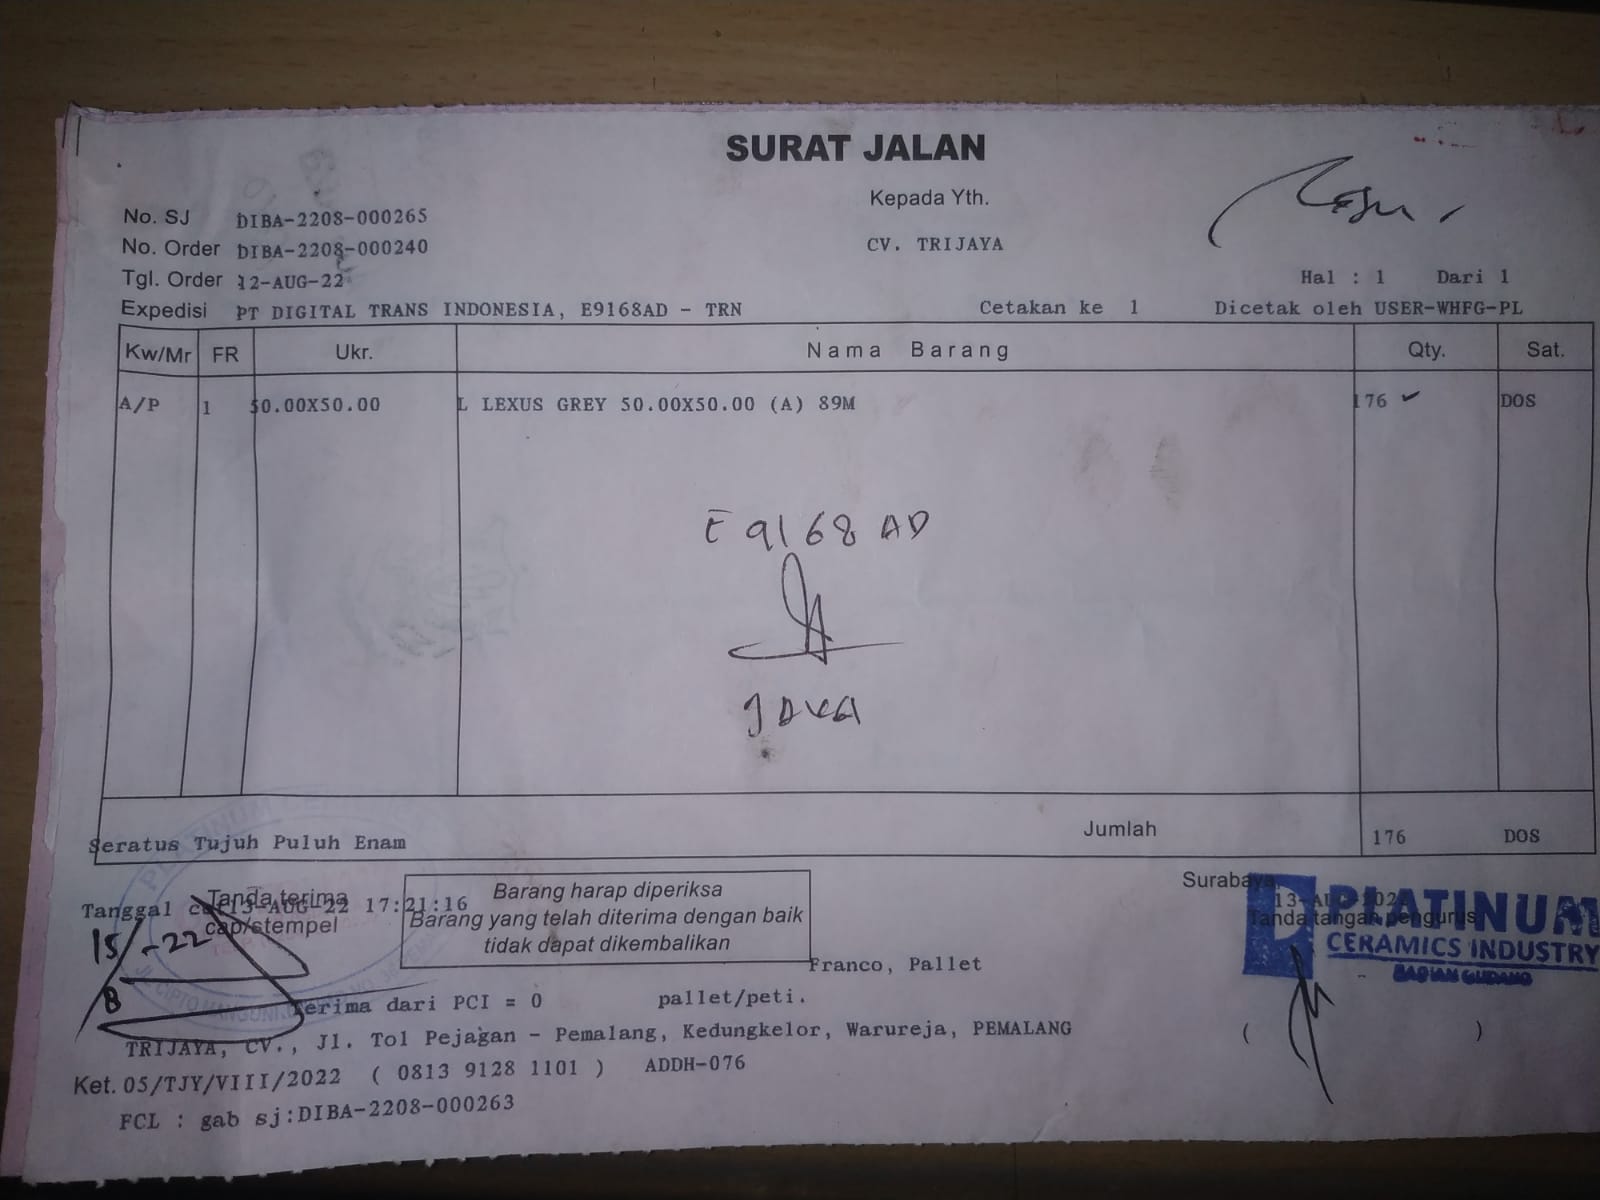 SURAT JALAN
Kepada Yth.
No. SJ DIBA-2208-000265
No. Order DIBA-2208-000240
CV. TRIJAYA
Tgl. Order 12-AUG-22
Hal : 1 Dari 1
Expedisi PT DIGITAL TRANS INDONESIA, E9168AD - TRN Cetakan ke 1 Dicetak oleh USER-WHFG-PL
Kw/Mr FR Ukr. Nama Barang Qty. Sat.
A/P 1 50.00X50.00 L LEXUS GREY 50.00X50.00 (A) 89M 176 DOS
E 9168 AD
Seratus Tujuh Puluh Enam Jumlah 176 DOS
Tanda terima
cap/stempel
Tanggal 13-AUG-22 17:21:16
15/8-22
Barang harap diperiksa
Barang yang telah diterima dengan baik
tidak dapat dikembalikan
Surabaya,
Tanda tangan pengurus
PLATINUM
CERAMICS INDUSTRY
BAGIAN GUDANG
Franco, Pallet
Terima dari PCI = 0 pallet/peti.
TRIJAYA, CV., Jl. Tol Pejagan - Pemalang, Kedungkelor, Warureja, PEMALANG
( )
Ket. 05/TJY/VIII/2022 ( 0813 9128 1101 ) ADDH-076
FCL : gab sj:DIBA-2208-000263